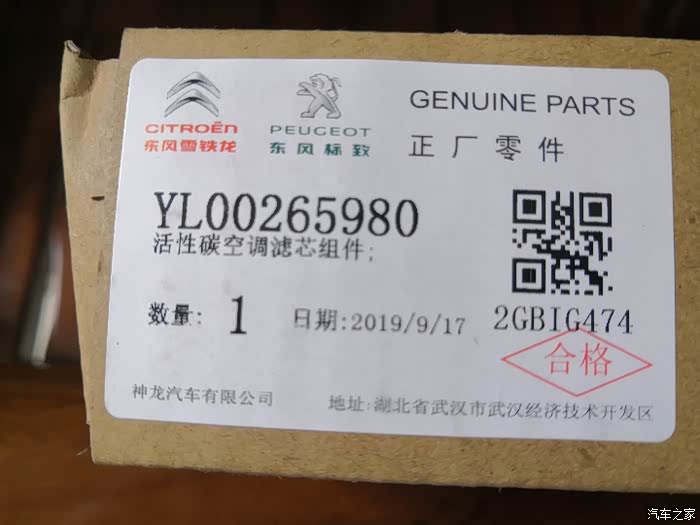 CITROËN
东风雪铁龙
PEUGEOT
东风标致
GENUINE PARTS
正厂零件
YL00265980
活性碳空调滤芯组件;
数量: 1 日期:2019/9/17
2GBIG474
合格
神龙汽车有限公司 地址:湖北省武汉市武汉经济技术开发区
汽车之家